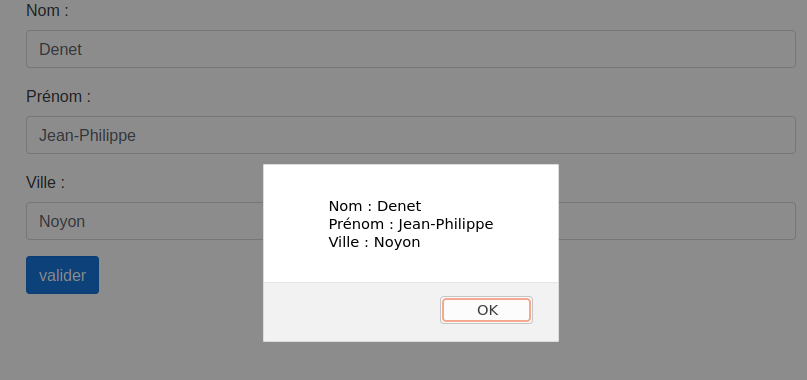 Nom :
Denet
Prénom :
Jean-Philippe
Ville :
Noyon
valider
Nom : Denet
Prénom : Jean-Philippe
Ville : Noyon
OK